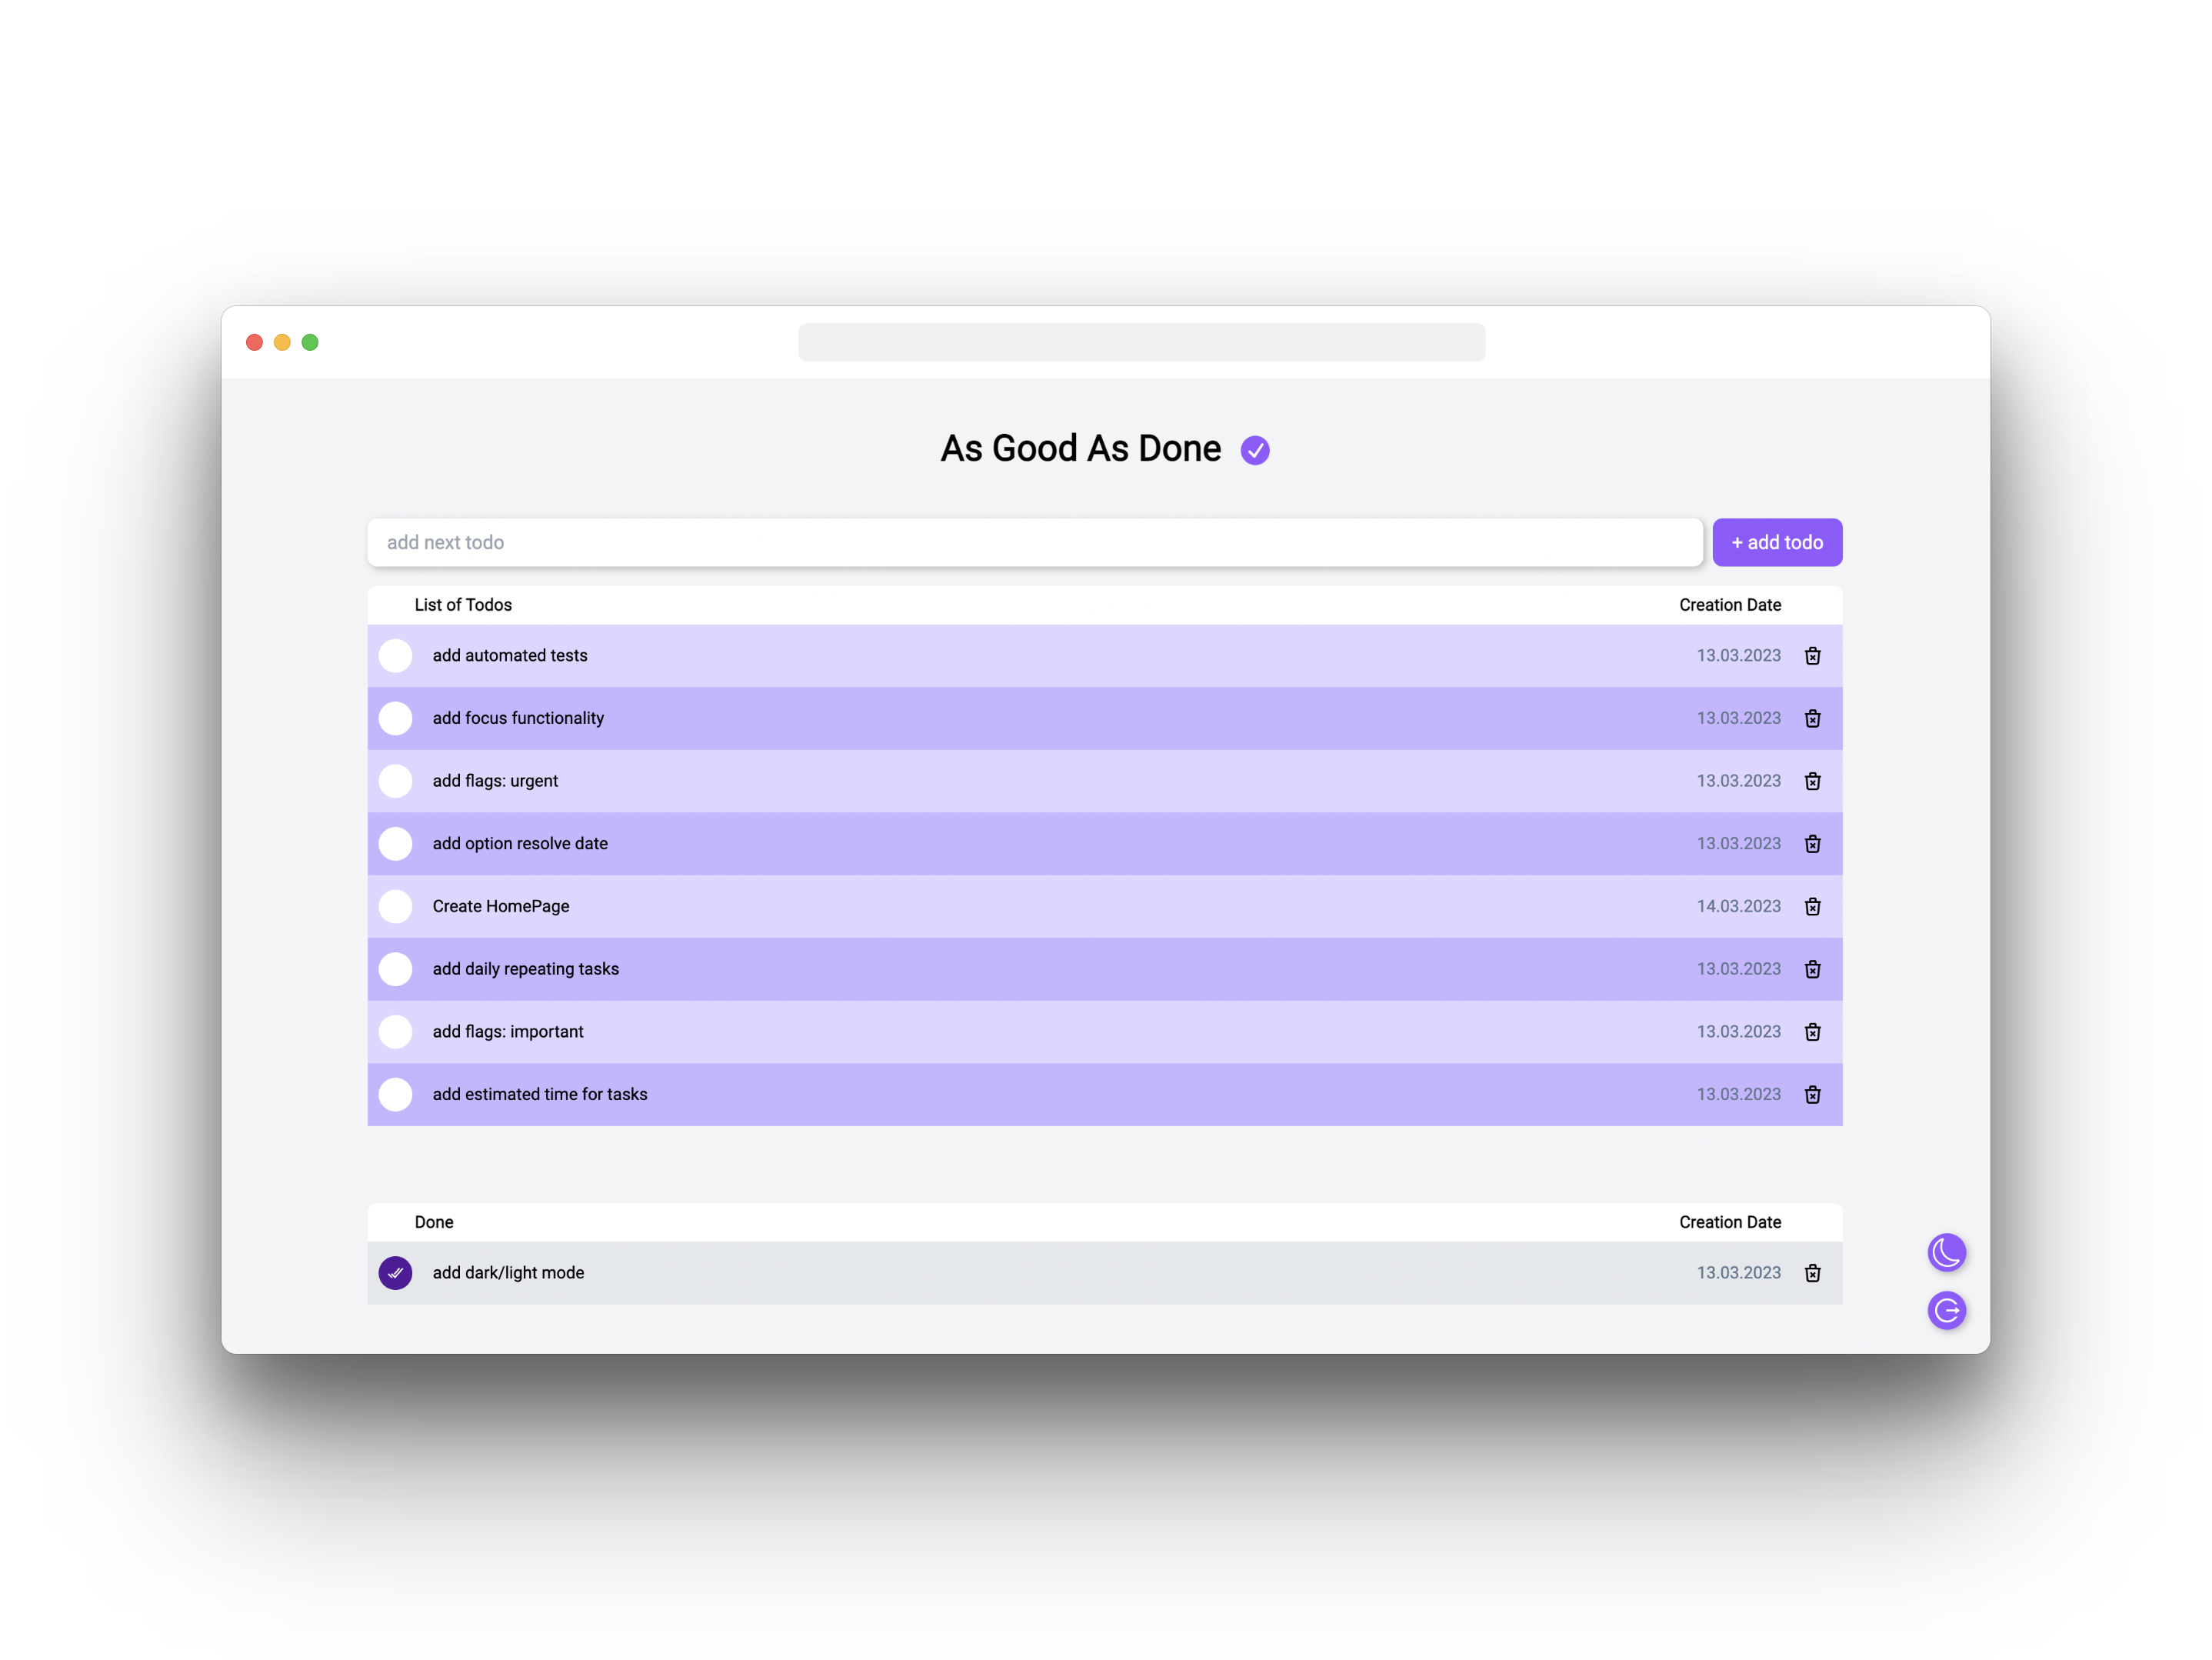 As Good As Done
add next todo
+ add todo
List of Todos Creation Date
add automated tests 13.03.2023
add focus functionality 13.03.2023
add flags: urgent 13.03.2023
add option resolve date 13.03.2023
Create HomePage 14.03.2023
add daily repeating tasks 13.03.2023
add flags: important 13.03.2023
add estimated time for tasks 13.03.2023
Done Creation Date
add dark/light mode 13.03.2023